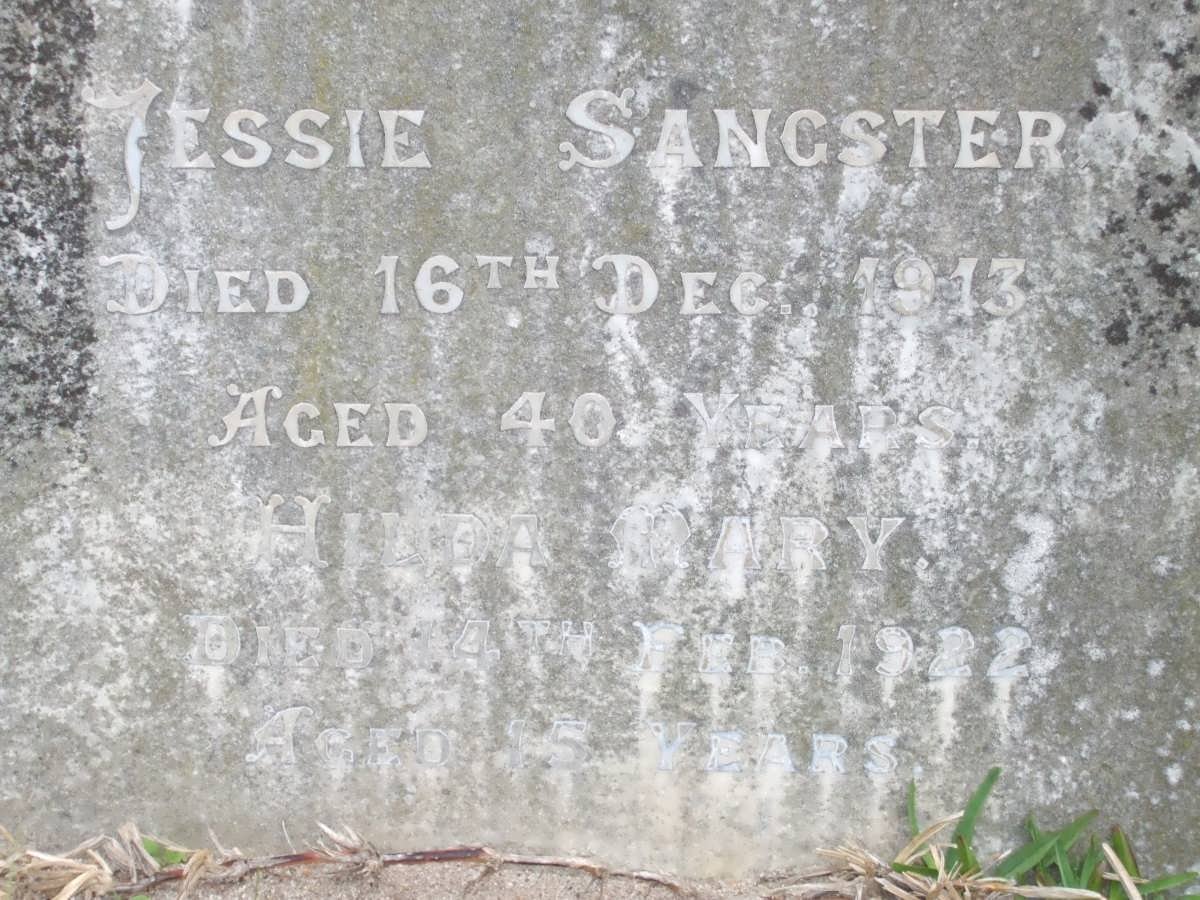 JESSIE SANGSTER
DIED 16TH DEC. 1913
AGED 40 YEARS.
HILDA MARY.
DIED 14TH FEB. 1922
AGED 15 YEARS.